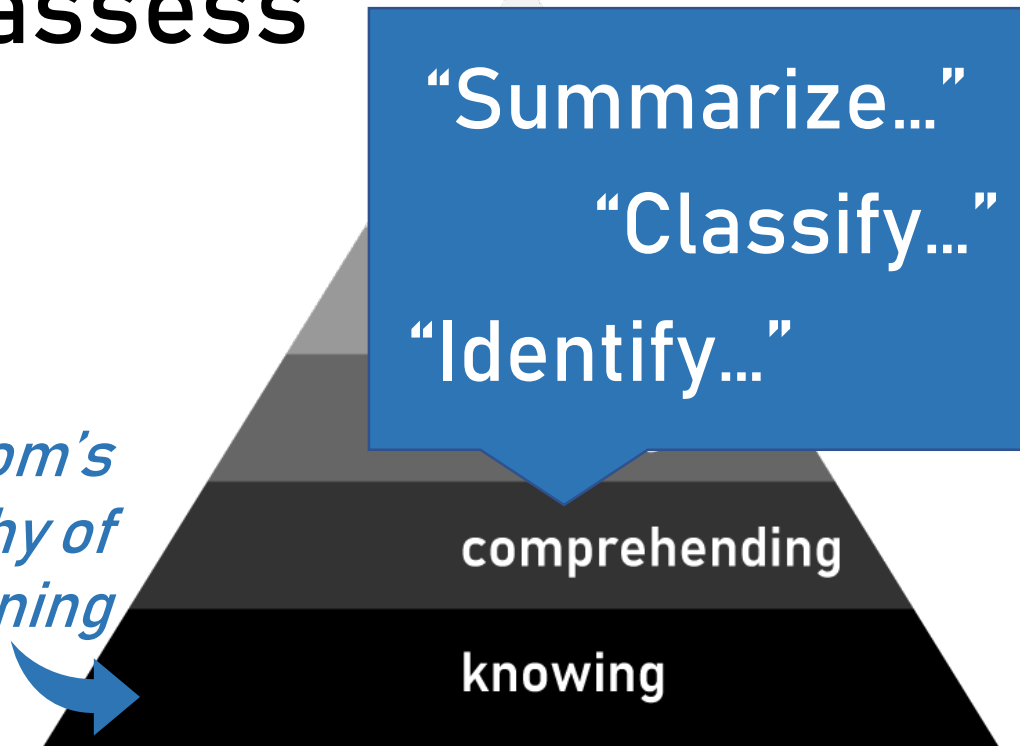 assess
“Summarize…”
“Classify…”
“Identify…”
om’s
hy of
ning
comprehending
knowing